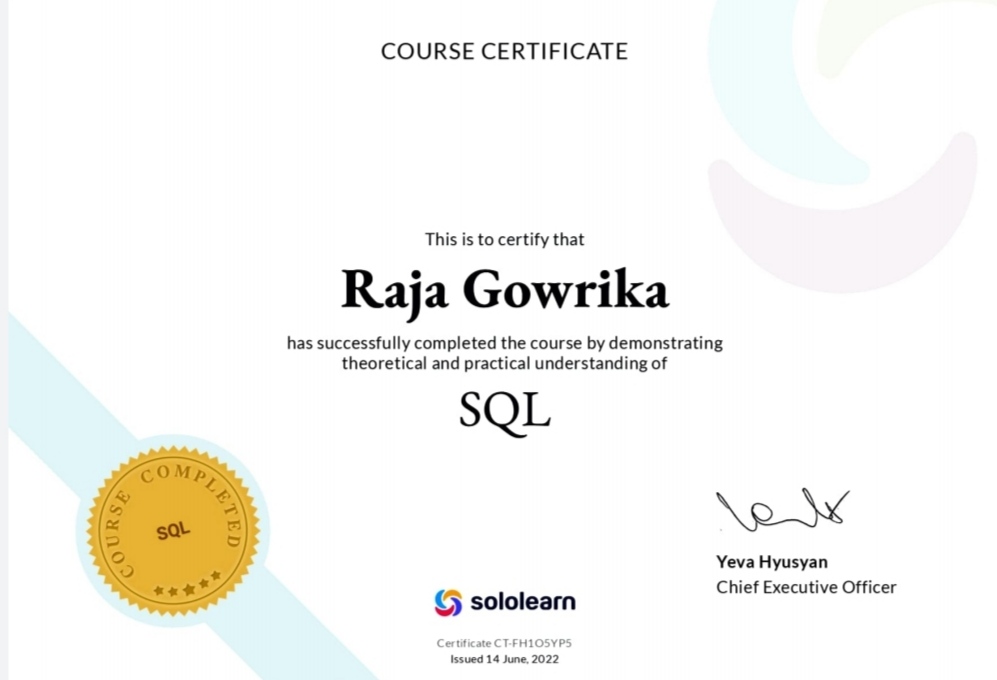 COURSE CERTIFICATE
This is to certify that
Raja Gowrika
has successfully completed the course by demonstrating
theoretical and practical understanding of
SQL
COURSE COMPLETED
SQL
Yeva Hyusyan
Chief Executive Officer
sololearn
Certificate CT-FH1O5YP5
Issued 14 June, 2022